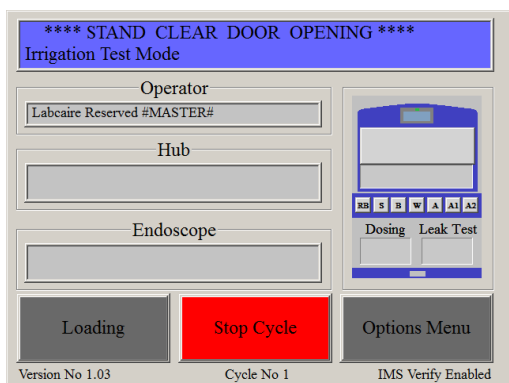 **** STAND CLEAR DOOR OPENING ****
Irrigation Test Mode
Operator
Labcaire Reserved #MASTER#
Hub
Endoscope
RB S B W A A1 A2
Dosing Leak Test
Loading Stop Cycle Options Menu
Version No 1.03 Cycle No 1 IMS Verify Enabled